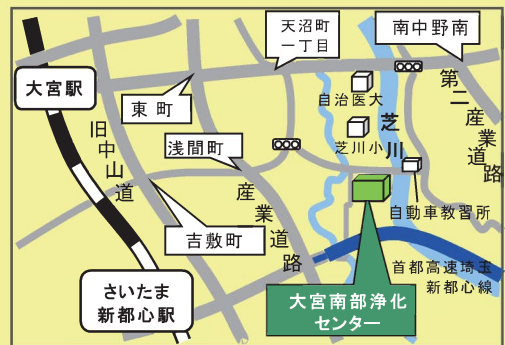 天沼町
一丁目
南中野南
大宮駅
東町
自治医大
第二産業道路
旧中山道
浅間町
芝川小
芝川
産業道路
自動車教習所
吉敷町
首都高速埼玉
新都心線
さいたま
新都心駅
大宮南部浄化
センター